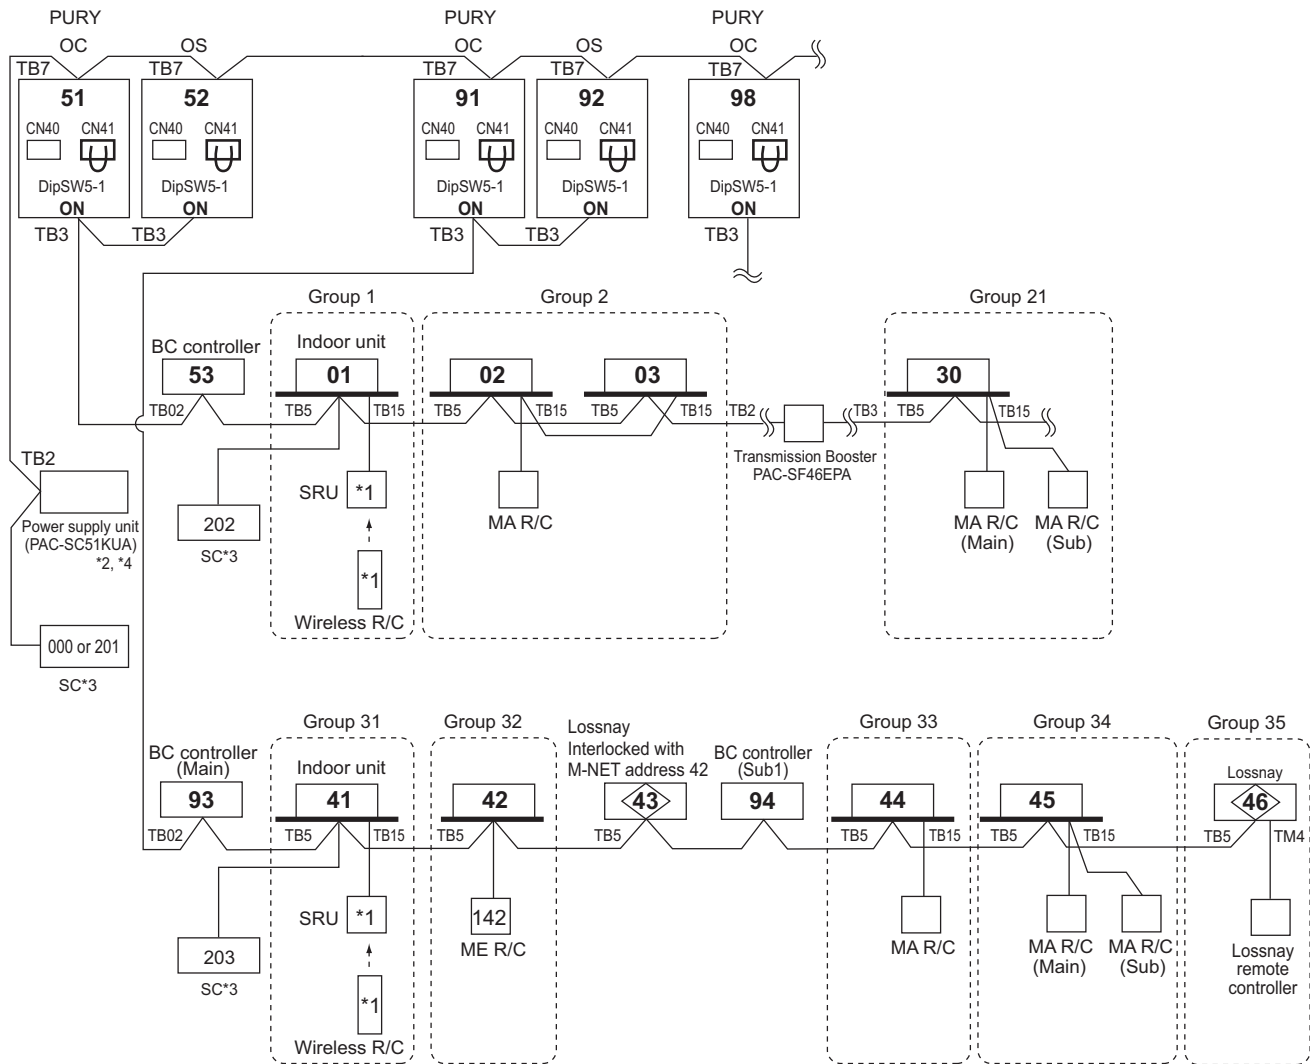 PURY PURY PURY
OC OS OC OS OC
TB7 TB7 TB7 TB7 TB7
51 52 91 92 98
CN40 CN41 CN40 CN41 CN40 CN41 CN40 CN41 CN40 CN41
DipSW5-1 DipSW5-1 DipSW5-1 DipSW5-1 DipSW5-1
ON ON ON ON ON
TB3 TB3 TB3 TB3 TB3
Group 1 Group 2 Group 21
BC controller Indoor unit
53 01 02 03 30
TB02 TB5 TB15 TB5 TB15 TB5 TB15 TB2 TB3 TB5 TB15
Transmission Booster
PAC-SF46EPA
TB2
Power supply unit
(PAC-SC51KUA)
*2, *4
202
SC*3
SRU *1
*1
Wireless R/C
MA R/C
MA R/C
(Main)
MA R/C
(Sub)
000 or 201
SC*3
Group 31 Group 32 Group 33 Group 34 Group 35
BC controller
(Main)
Indoor unit
Lossnay
Interlocked with
M-NET address 42
BC controller
(Sub1)
Lossnay
93 41 42 43 94 44 45 46
TB02 TB5 TB15 TB5 TB5 TB5 TB15 TB5 TB15 TB5 TM4
203
SC*3
SRU *1
*1
Wireless R/C
142
ME R/C
MA R/C
MA R/C
(Main)
MA R/C
(Sub)
Lossnay
remote
controller